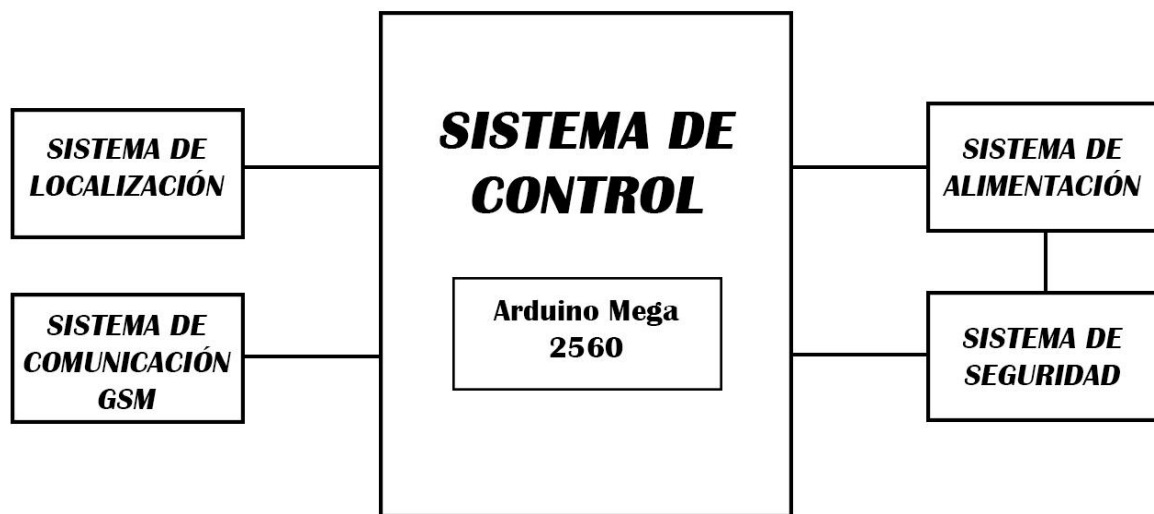 SISTEMA DE
LOCALIZACIÓN
SISTEMA DE
COMUNICACIÓN
GSM
SISTEMA DE
CONTROL
Arduino Mega
2560
SISTEMA DE
ALIMENTACIÓN
SISTEMA DE
SEGURIDAD